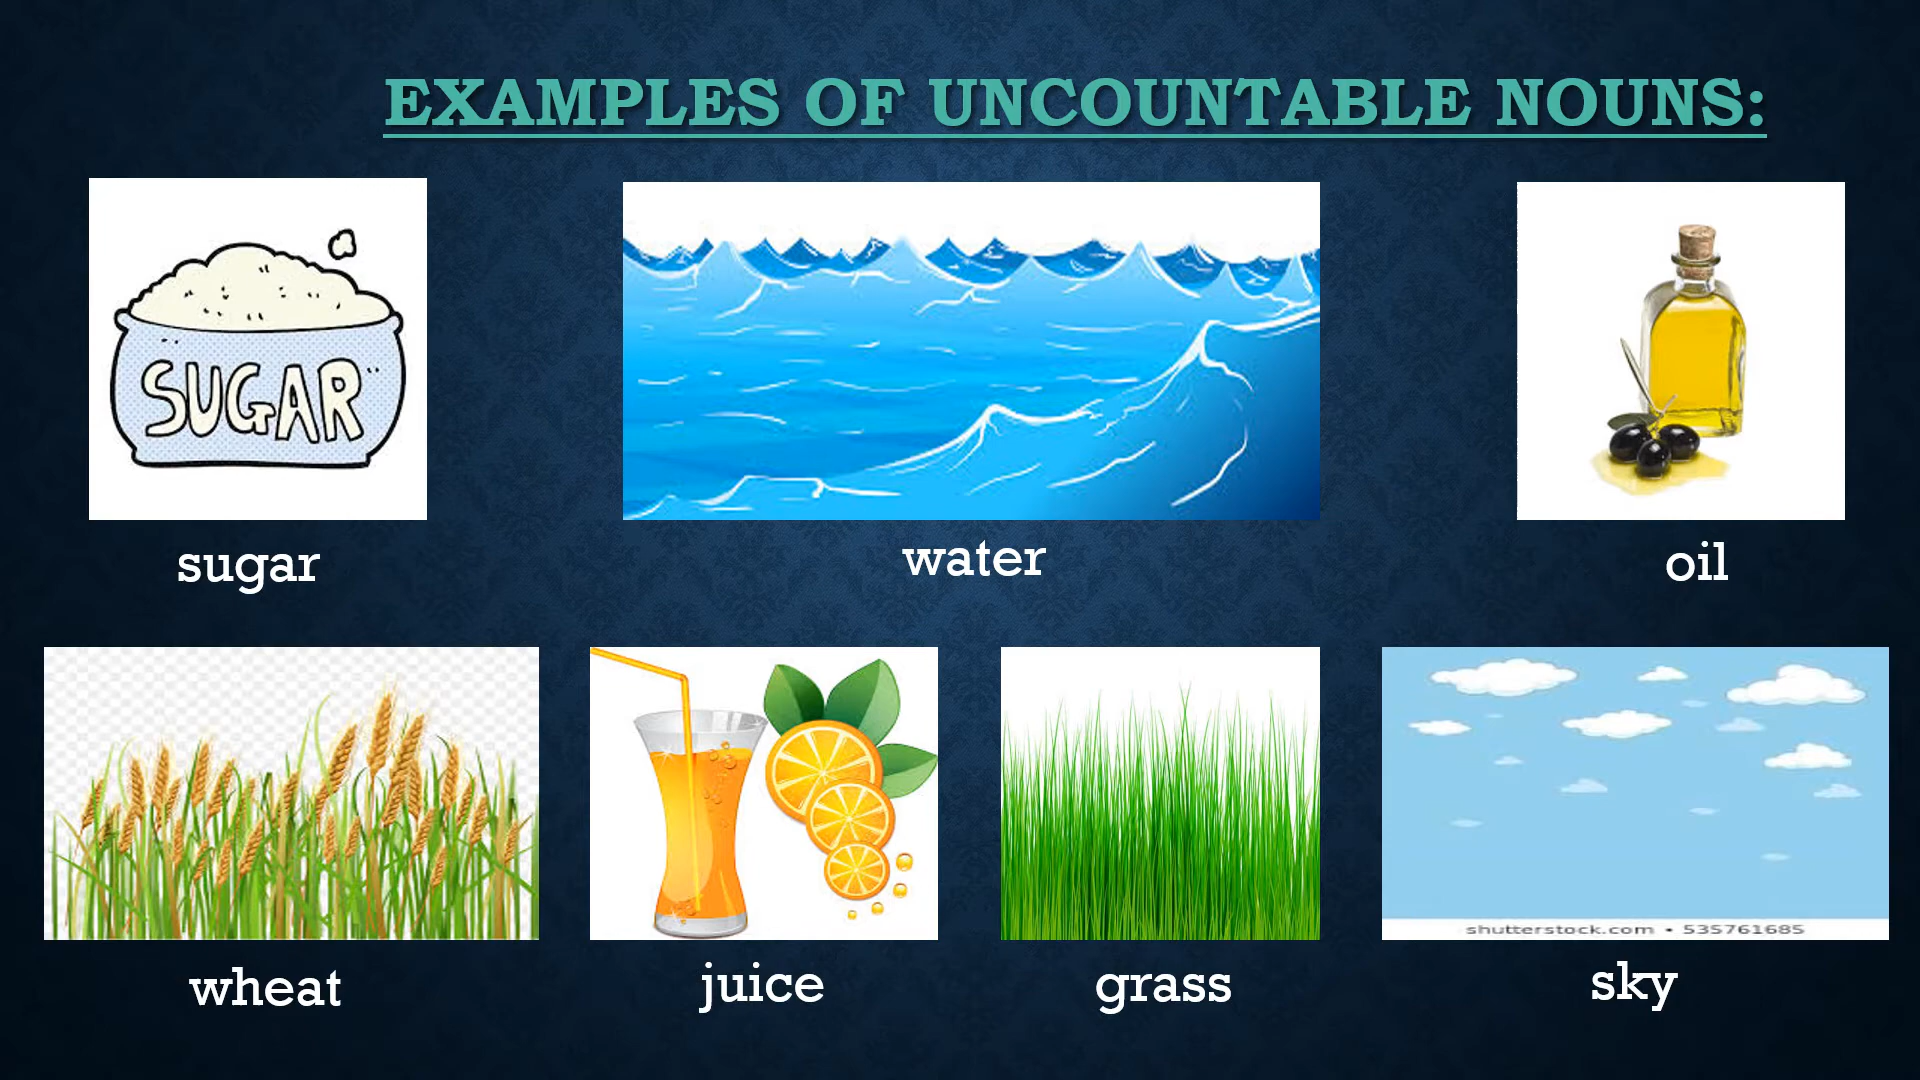 EXAMPLES OF UNCOUNTABLE NOUNS:
SUGAR
sugar
water
oil
shutterstock.com • 535761685
wheat
juice
grass
sky